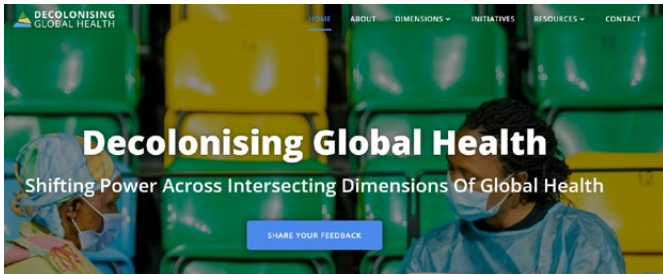 DECOLONISING
GLOBAL HEALTH
HOME
ABOUT
DIMENSIONS
INITIATIVES
RESOURCES
CONTACT
Decolonising Global Health
Shifting Power Across Intersecting Dimensions Of Global Health
SHARE YOUR FEEDBACK
12